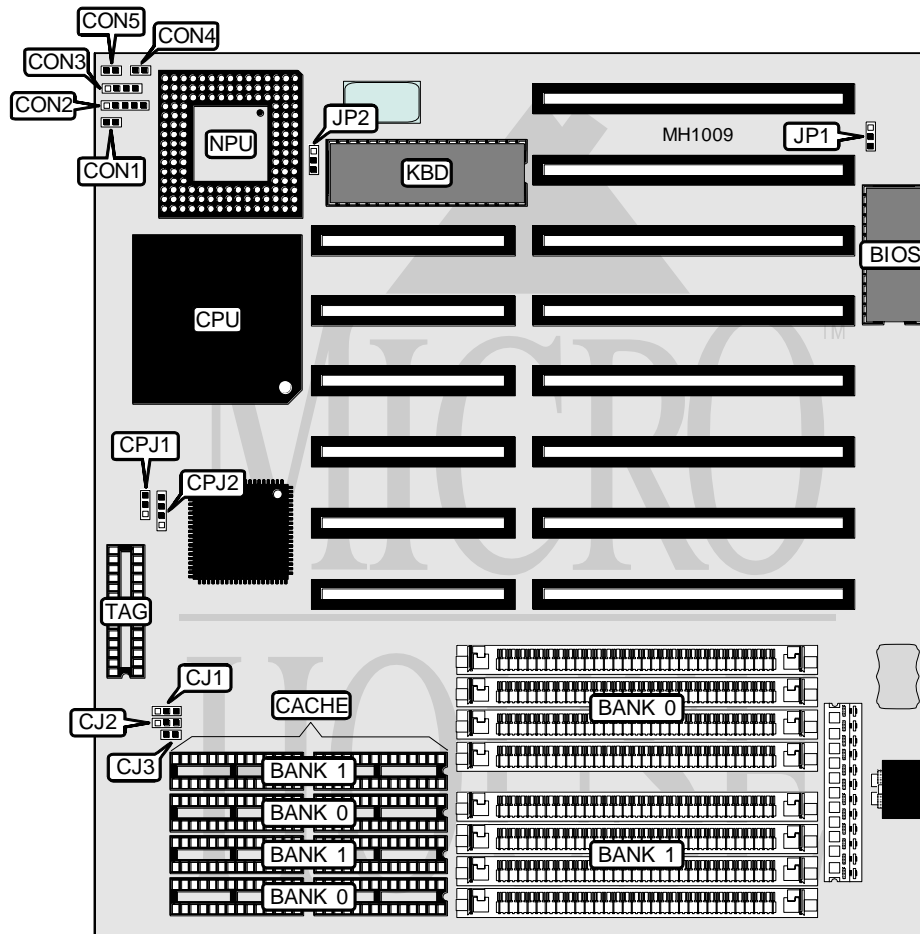 CON5
CON4
CON3
CON2
CON1
NPU
JP2
KBD
MH1009
JP1
BIOS
CPU
MICRO
TM
HOUSE
CPJ1
CPJ2
TAG
CJ1
CJ2
CJ3
CACHE
BANK 1
BANK 0
BANK 1
BANK 0
BANK 0
BANK 1